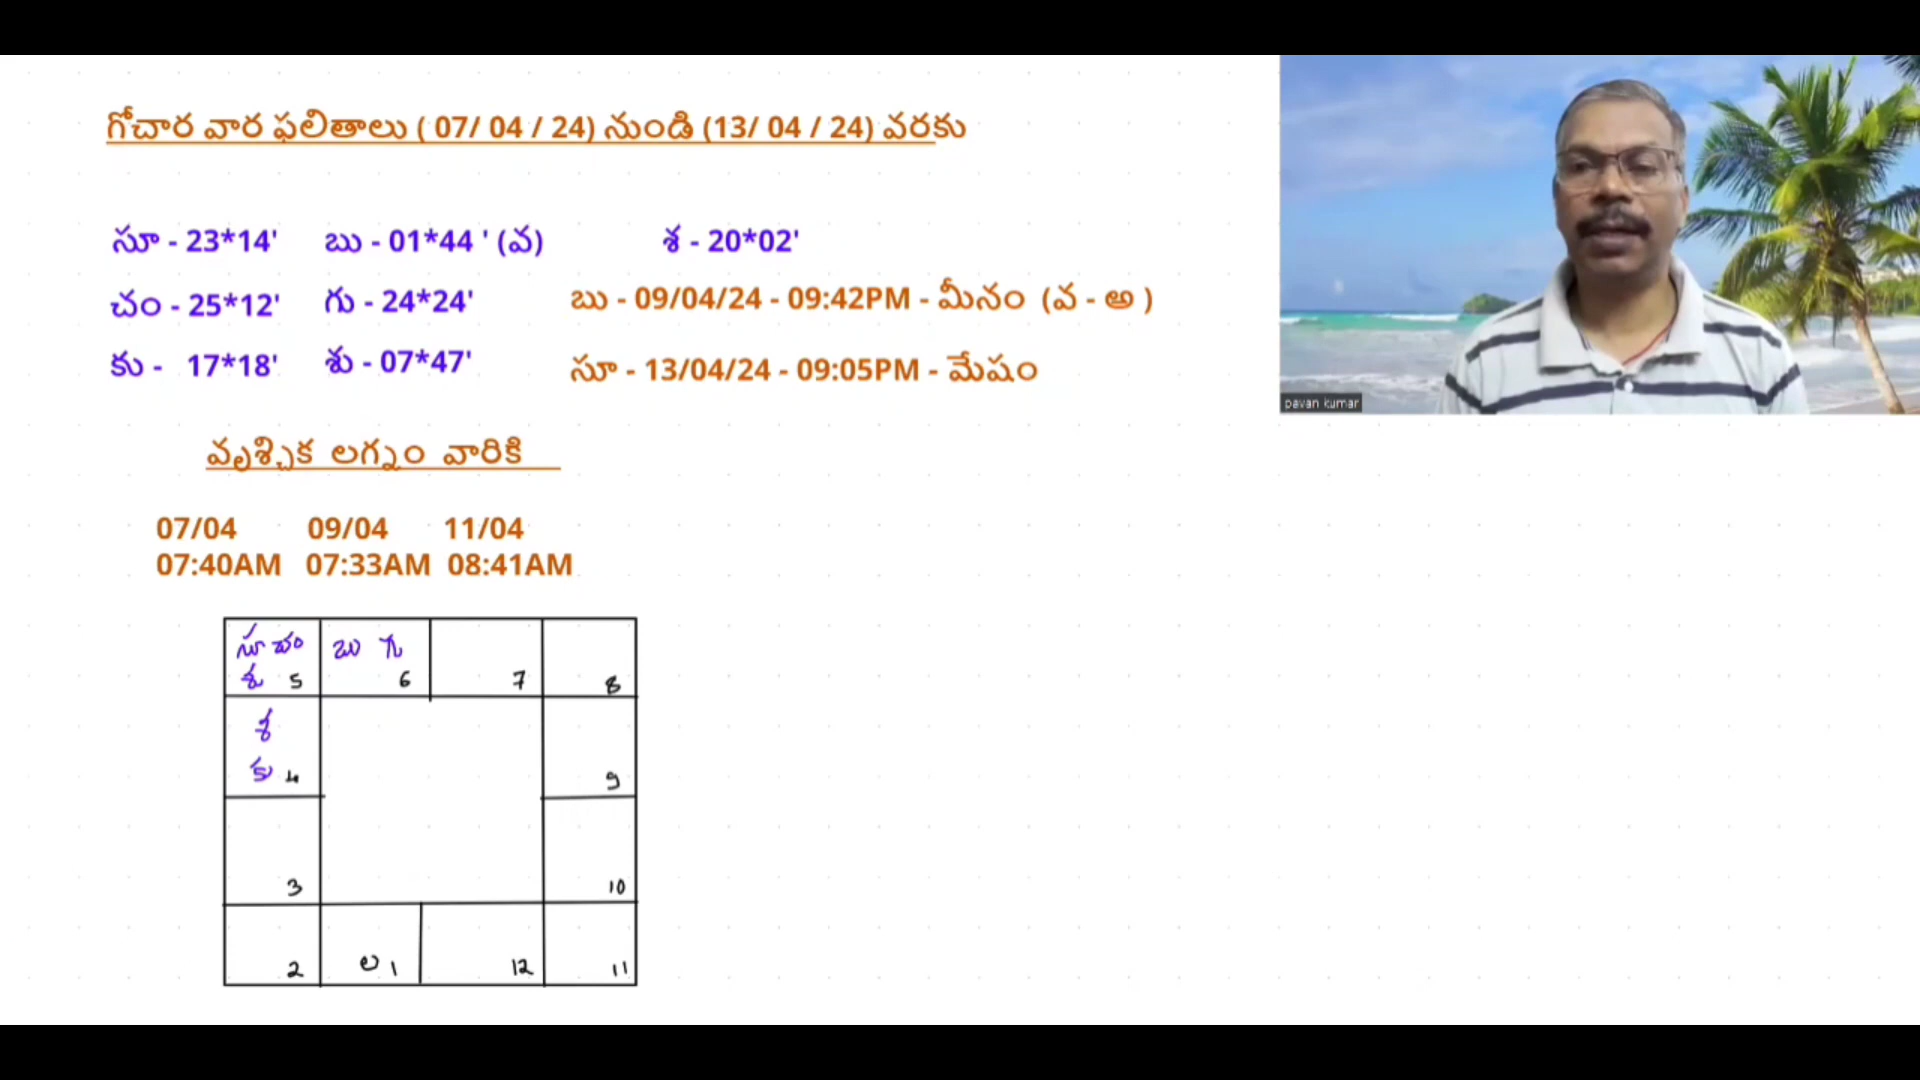 గోచార వార ఫలితాలు ( 07/ 04 / 24) నుండి (13/ 04 / 24) వరకు
సూ - 23*14'   బు - 01*44 ' (వ)   శ - 20*02'
చం - 25*12'   గు - 24*24'   బు - 09/04/24 - 09:42PM - మీనం (వ - అ )
కు - 17*18'   శు - 07*47'   సూ - 13/04/24 - 09:05PM - మేషం
pavan kumar
వృశ్చిక లగ్నం వారికి
07/04   09/04   11/04
07:40AM   07:33AM   08:41AM
సూ చం   బు గు
శు 5   6   7   8
శ
కు 4   9
3   10
2   ల 1   12   11